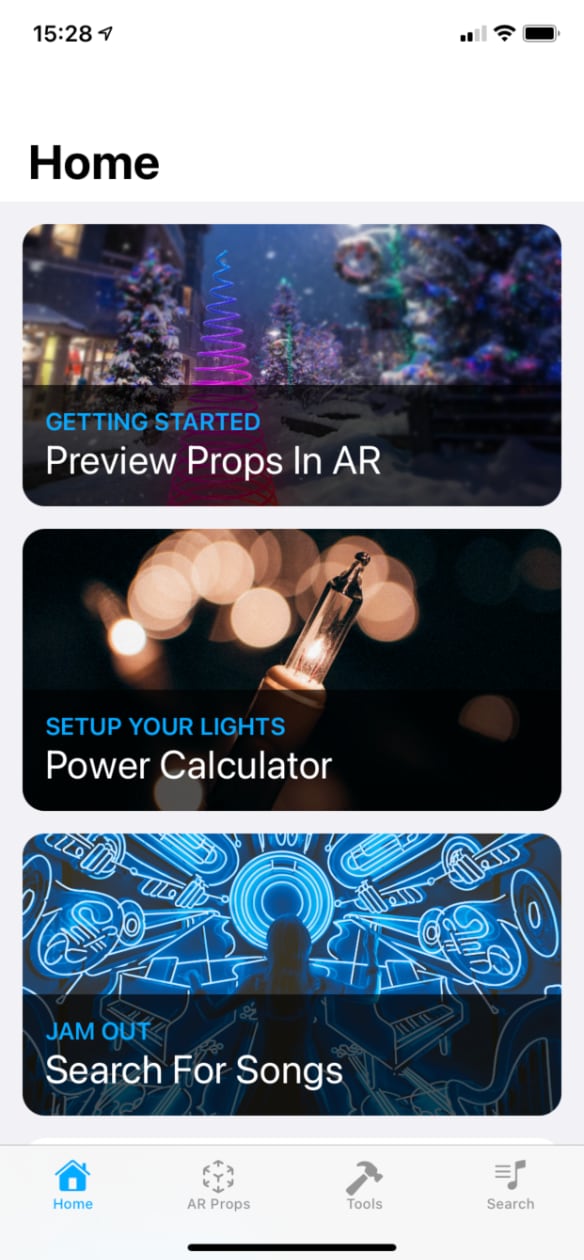 15:28
Home
GETTING STARTED
Preview Props In AR
SETUP YOUR LIGHTS
Power Calculator
JAM OUT
Search For Songs
Home
AR Props
Tools
Search